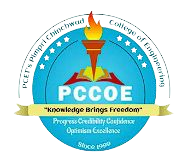 PCET's Pimpri Chinchwad College of Engineering
PCCOE
"Knowledge Brings Freedom"
Progress Credibility Confidence
Optimism Excellence
Since 1999